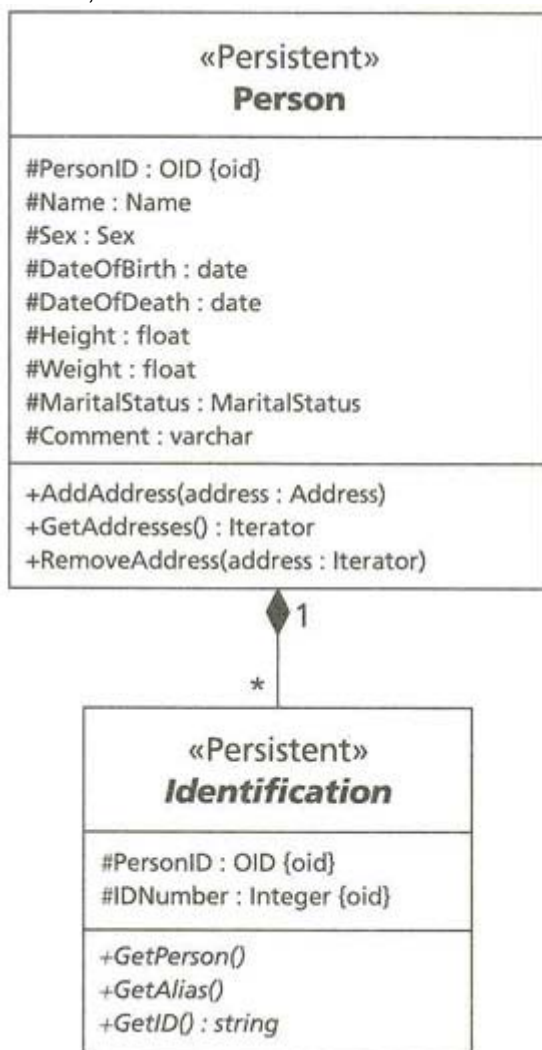 «Persistent»
Person
#PersonID : OID {oid}
#Name : Name
#Sex : Sex
#DateOfBirth : date
#DateOfDeath : date
#Height : float
#Weight : float
#MaritalStatus : MaritalStatus
#Comment : varchar
+AddAddress(address : Address)
+GetAddresses() : Iterator
+RemoveAddress(address : Iterator)
1
*
«Persistent»
Identification
#PersonID : OID {oid}
#IDNumber : Integer {oid}
+GetPerson()
+GetAlias()
+GetID() : string